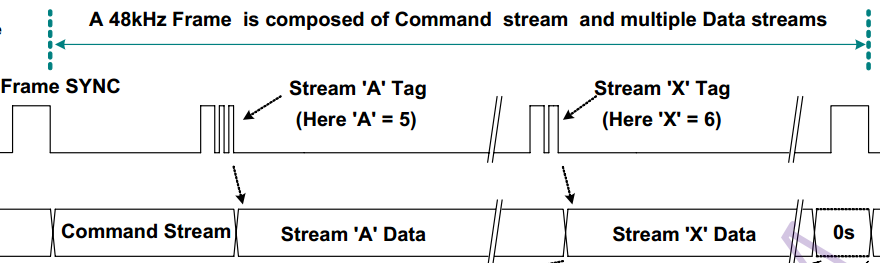 A 48kHz Frame is composed of Command stream and multiple Data streams
Frame SYNC
Stream 'A' Tag
(Here 'A' = 5)
Stream 'X' Tag
(Here 'X' = 6)
Command Stream
Stream 'A' Data
Stream 'X' Data
0s